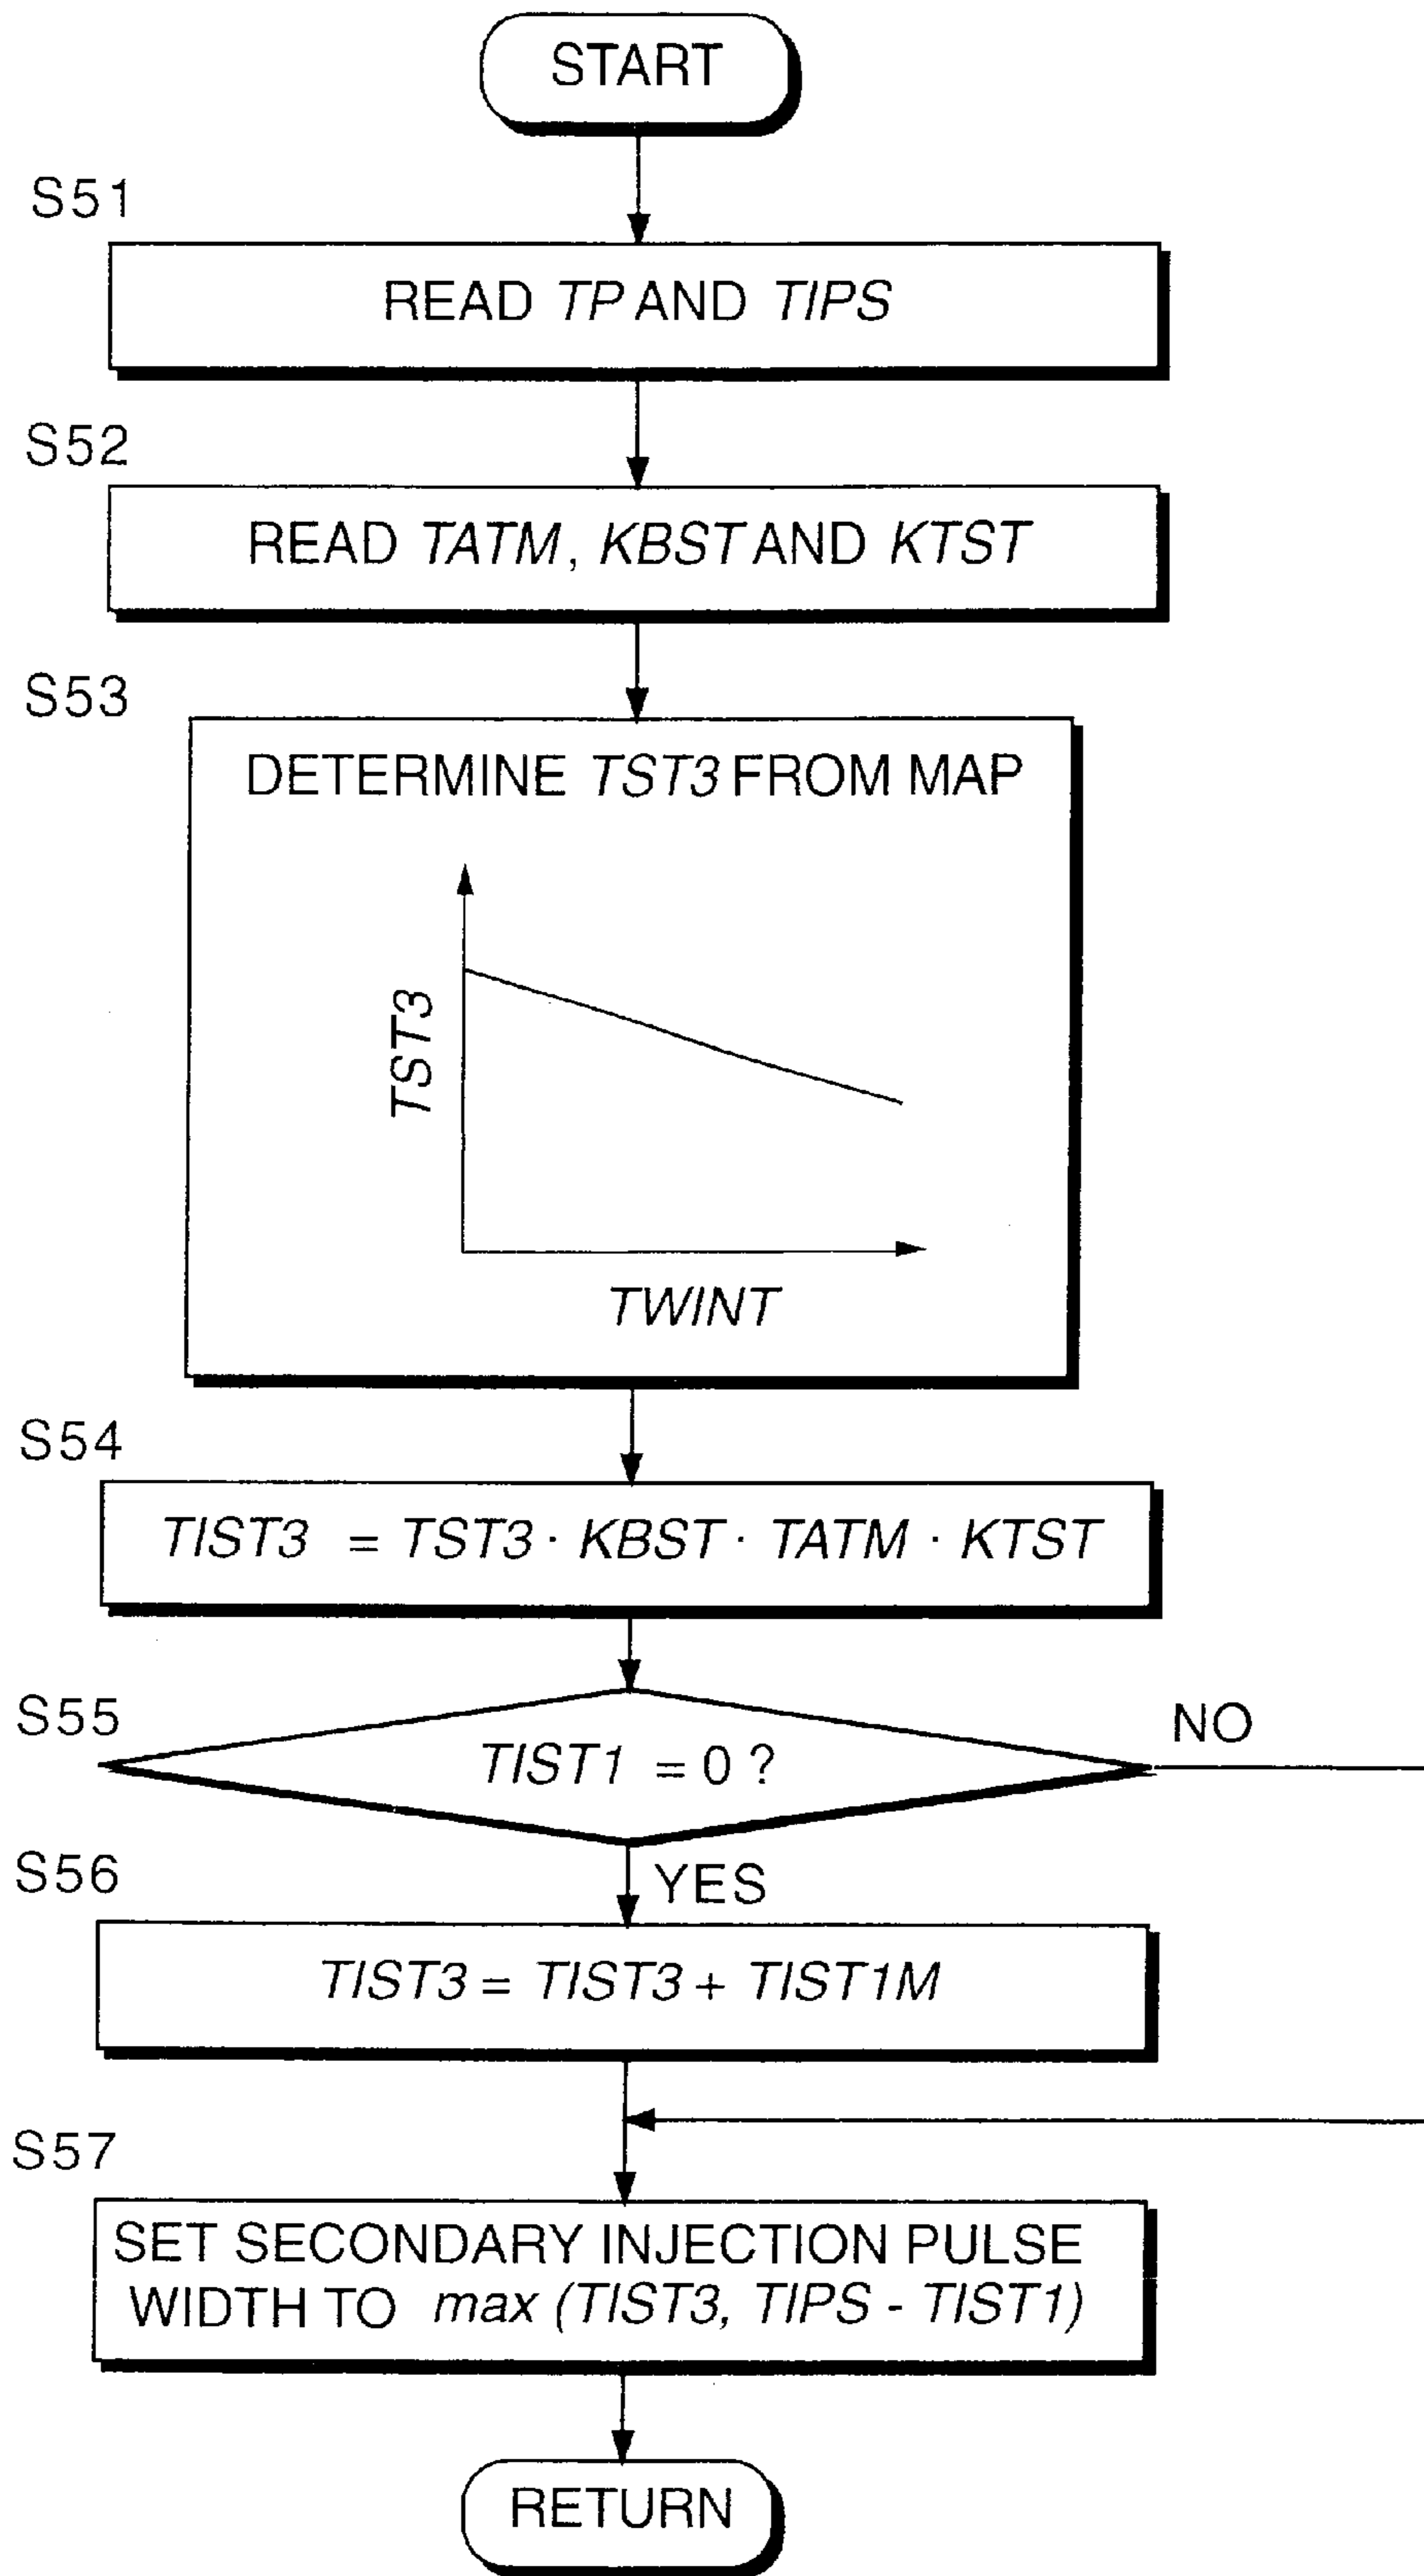 START
S51
READ TP AND TIPS
S52
READ TATM, KBST AND KTST
S53
DETERMINE TST3 FROM MAP
TST3
TWINT
S54
TIST3 = TST3 · KBST · TATM · KTST
S55
TIST1 = 0 ?
NO
S56
YES
TIST3 = TIST3 + TIST1M
S57
SET SECONDARY INJECTION PULSE
WIDTH TO max (TIST3, TIPS - TIST1)
RETURN